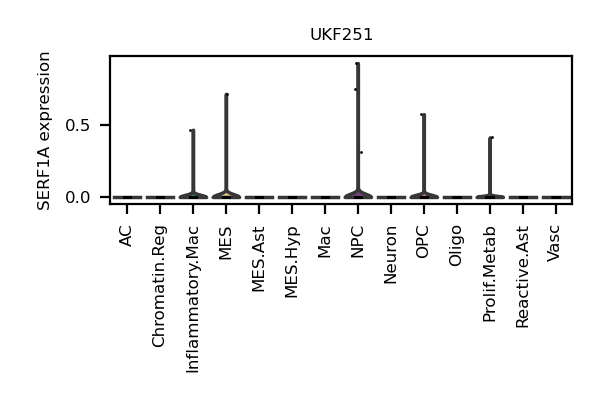 UKF251
SERF1A expression
0.5
0.0
AC
Chromatin.Reg
Inflammatory.Mac
MES
MES.Ast
MES.Hyp
Mac
NPC
Neuron
OPC
Oligo
Prolif.Metab
Reactive.Ast
Vasc